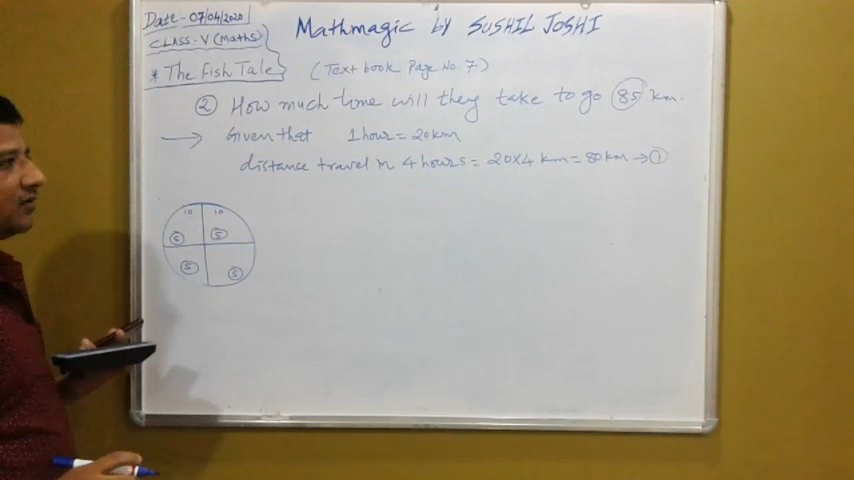 Date - 07/04/2020
Mathmagic by SUSHIL JOSHI
CLASS-V (Maths)
* The Fish Tale
(Text book Page No. 7)
② How much time will they take to go 85 km.
→ Given that 1 hour = 20 km
distance travel in 4 hours = 20x4 km = 80 km → ①
10 10
5 5
5 5